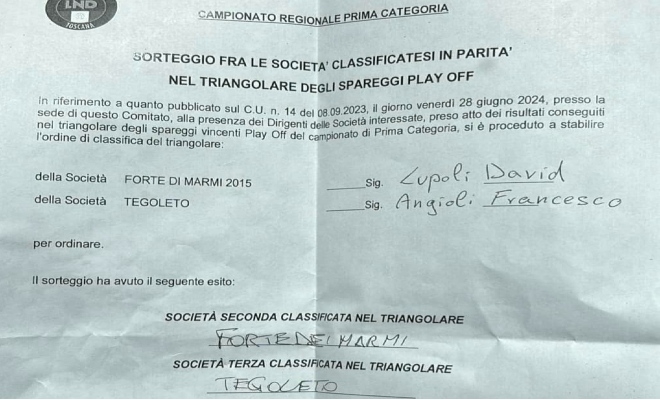 LND
TOSCANA
CAMPIONATO REGIONALE PRIMA CATEGORIA
SORTEGGIO FRA LE SOCIETA' CLASSIFICATESI IN PARITA'
NEL TRIANGOLARE DEGLI SPAREGGI PLAY OFF
In riferimento a quanto pubblicato sul C.U. n. 14 del 08.09.2023, il giorno venerdì 28 giugno 2024, presso la
sede di questo Comitato, alla presenza dei Dirigenti delle Società interessate, preso atto dei risultati conseguiti
nel triangolare degli spareggi vincenti Play Off del campionato di Prima Categoria, si è proceduto a stabilire
l'ordine di classifica del triangolare:
della Società FORTE DI MARMI 2015 ______Sig. Lupoli David
della Società TEGOLETO ______Sig. Angioli Francesco
per ordinare.
Il sorteggio ha avuto il seguente esito:
SOCIETÀ SECONDA CLASSIFICATA NEL TRIANGOLARE
FORTE DEI MARMI
SOCIETÀ TERZA CLASSIFICATA NEL TRIANGOLARE
TEGOLETO